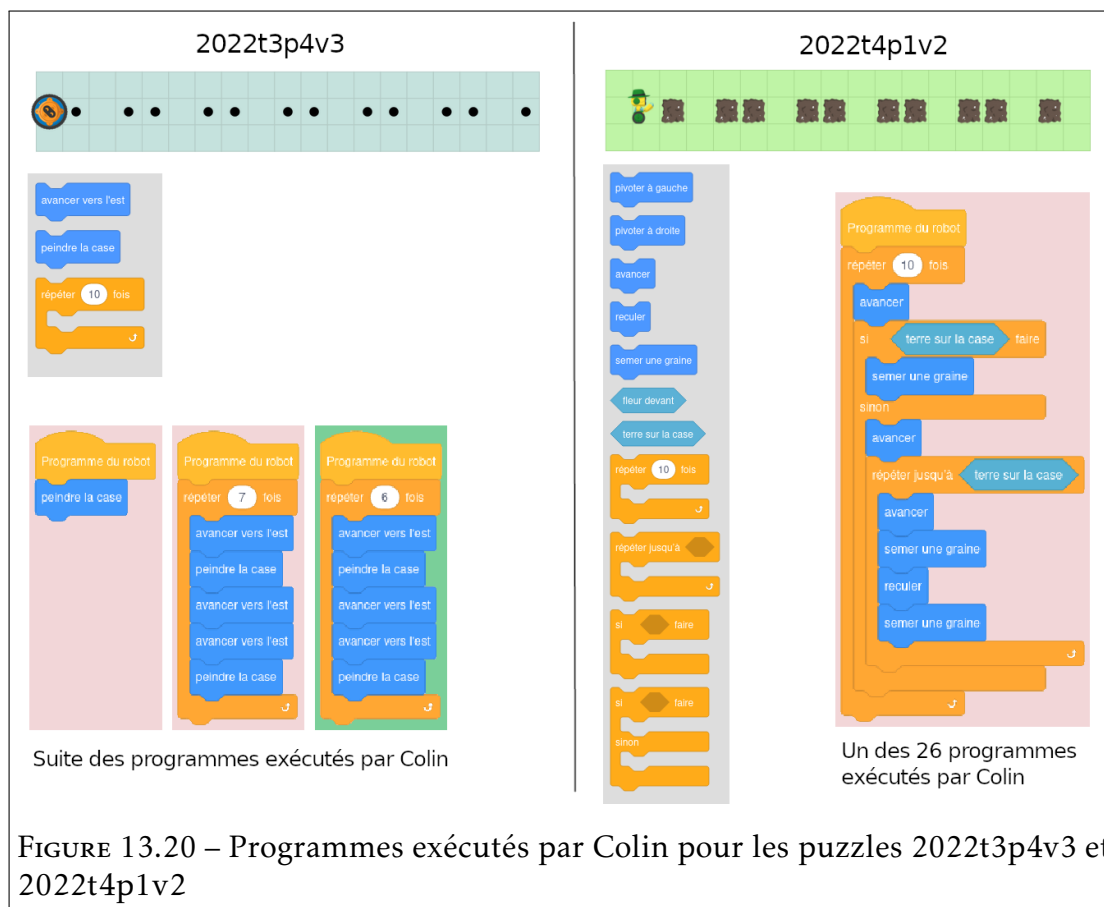 2022t3p4v3
avancer vers l'est
peindre la case
répéter 10 fois
Programme du robot
peindre la case
Programme du robot
répéter 7 fois
avancer vers l'est
peindre la case
avancer vers l'est
avancer vers l'est
peindre la case
Programme du robot
répéter 6 fois
avancer vers l'est
peindre la case
avancer vers l'est
avancer vers l'est
peindre la case
Suite des programmes exécutés par Colin
2022t4p1v2
pivoter à gauche
pivoter à droite
avancer
reculer
semer une graine
fleur devant
terre sur la case
répéter 10 fois
répéter jusqu'à
si faire
si faire
sinon
Programme du robot
répéter 10 fois
avancer
si terre sur la case faire
semer une graine
sinon
avancer
répéter jusqu'à terre sur la case
avancer
semer une graine
reculer
semer une graine
Un des 26 programmes
exécutés par Colin
FIGURE 13.20 – Programmes exécutés par Colin pour les puzzles 2022t3p4v3 et
2022t4p1v2